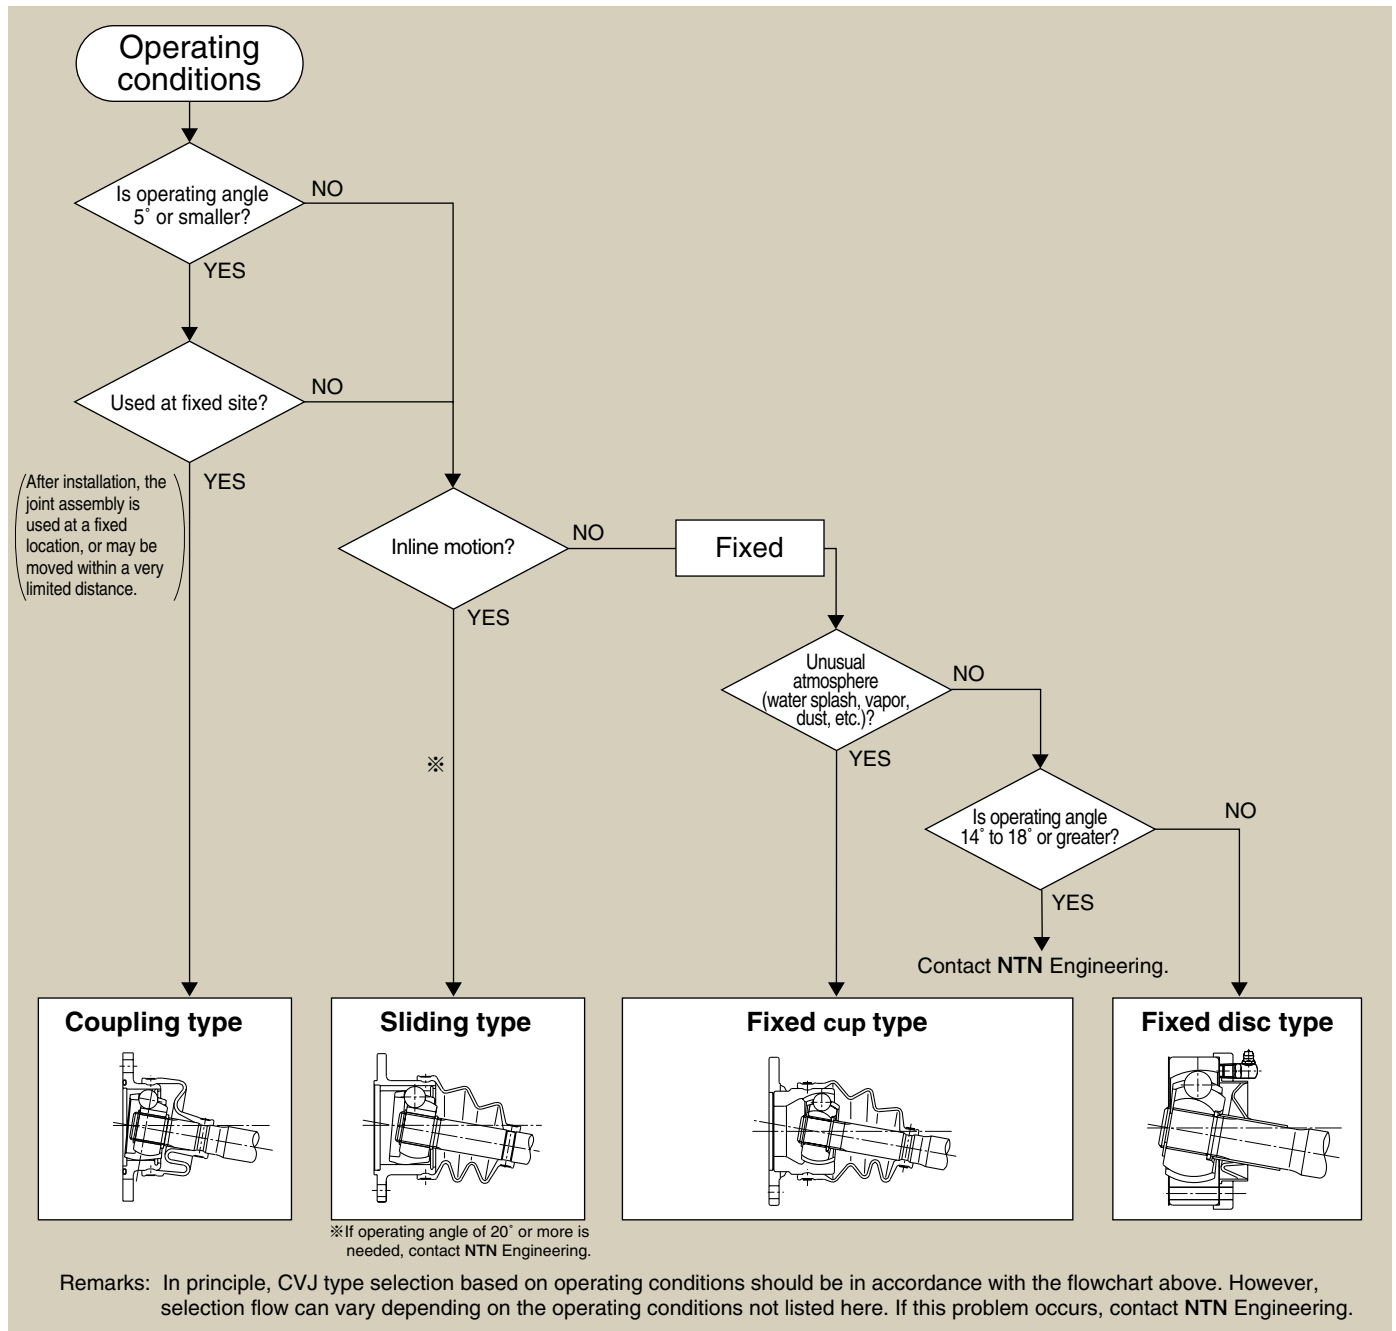 Operating
conditions
Is operating angle
5˚ or smaller?
NO
YES
Used at fixed site?
NO
YES
(After installation, the
joint assembly is
used at a fixed
location, or may be
moved within a very
limited distance.)
Inline motion?
NO
Fixed
YES
※
Unusual
atmosphere
(water splash, vapor,
dust, etc.)?
NO
YES
Is operating angle
14˚ to 18˚ or greater?
NO
YES
Contact NTN Engineering.
Coupling type
Sliding type
Fixed cup type
Fixed disc type
※If operating angle of 20˚ or more is
needed, contact NTN Engineering.
Remarks: In principle, CVJ type selection based on operating conditions should be in accordance with the flowchart above. However,
selection flow can vary depending on the operating conditions not listed here. If this problem occurs, contact NTN Engineering.